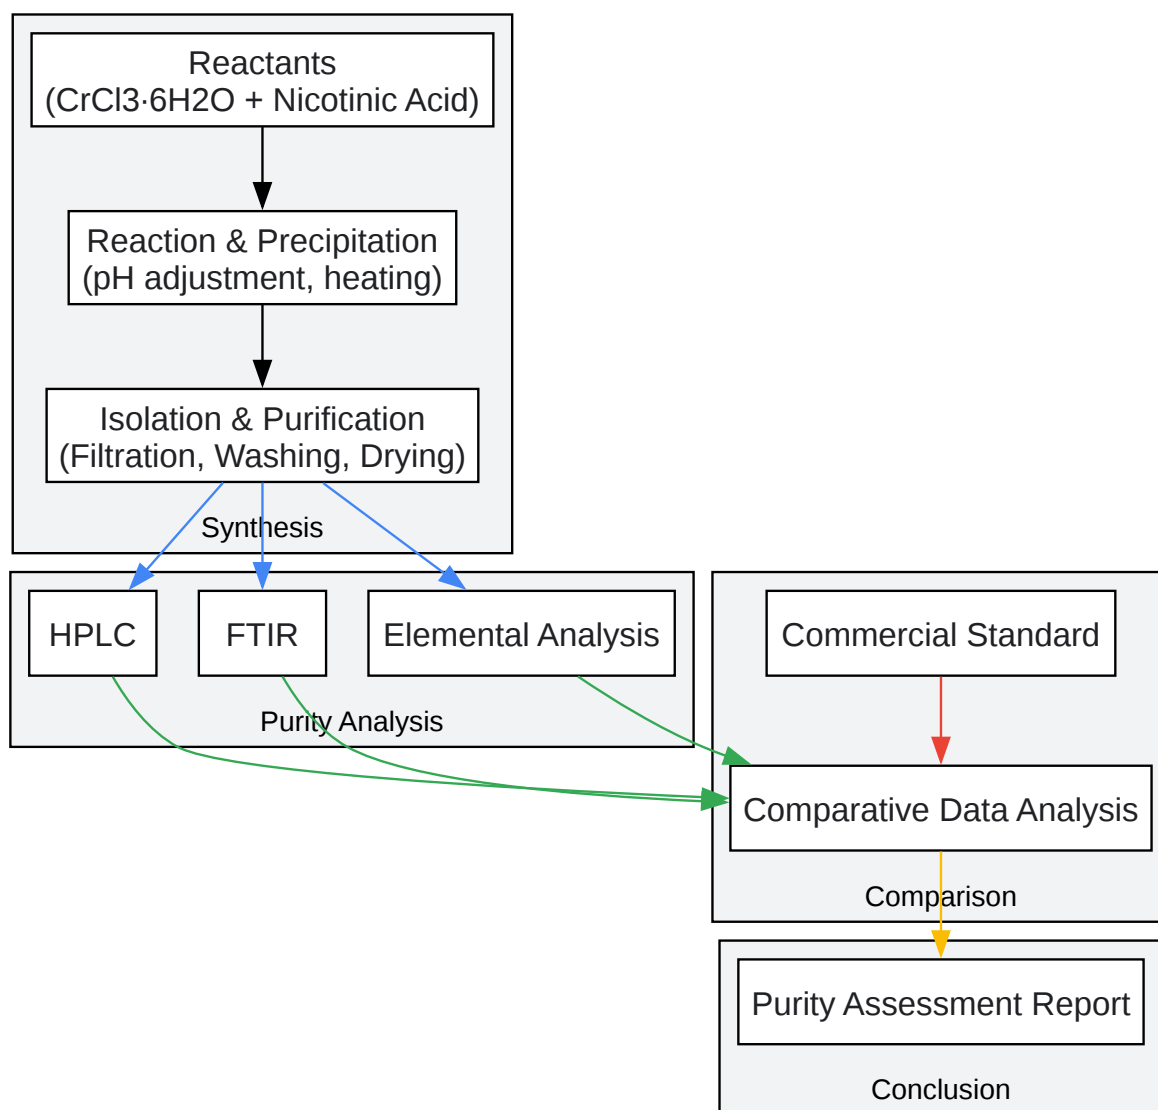 Reactants
(CrCl3·6H2O + Nicotinic Acid)
Reaction & Precipitation
(pH adjustment, heating)
Isolation & Purification
(Filtration, Washing, Drying)
Synthesis
HPLC
FTIR
Elemental Analysis
Purity Analysis
Commercial Standard
Comparative Data Analysis
Comparison
Purity Assessment Report
Conclusion